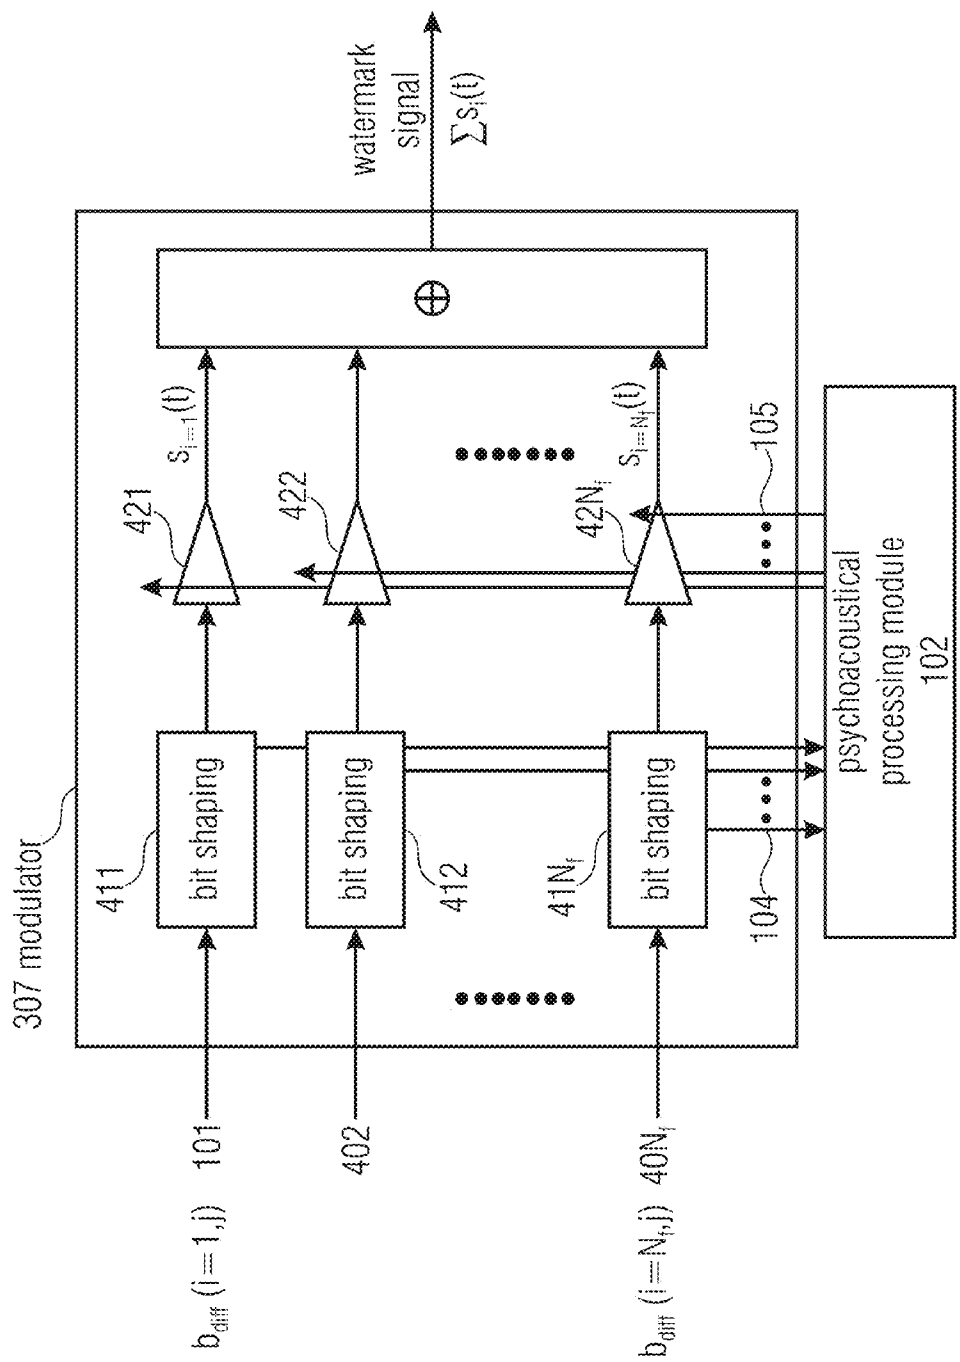 307 modulator
b_diff (i=1,j) 101
411
bit shaping
421
s_{i=1}(t)
402
412
bit shaping
422
b_diff (i=N_f,j) 40N_f
41N_f
bit shaping
42N_f
s_{i=N_f}(t)
⊕
watermark
signal
∑s_i(t)
104
105
psychoacoustical
processing module
102